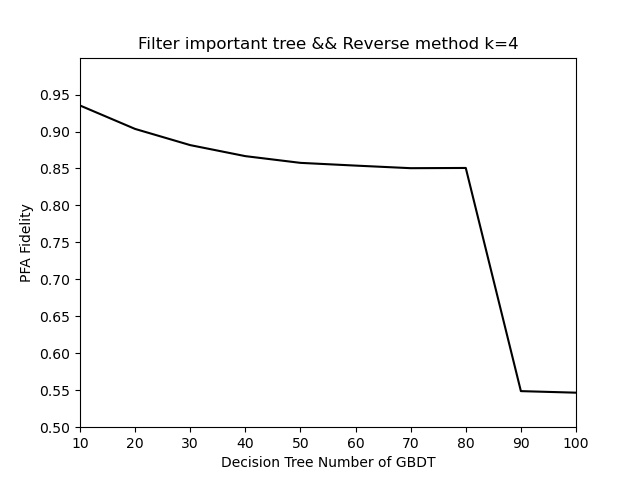 Filter important tree && Reverse method k=4
0.95
0.90
0.85
0.80
0.75
0.70
0.65
0.60
0.55
0.50
PFA Fidelity
10 20 30 40 50 60 70 80 90 100
Decision Tree Number of GBDT